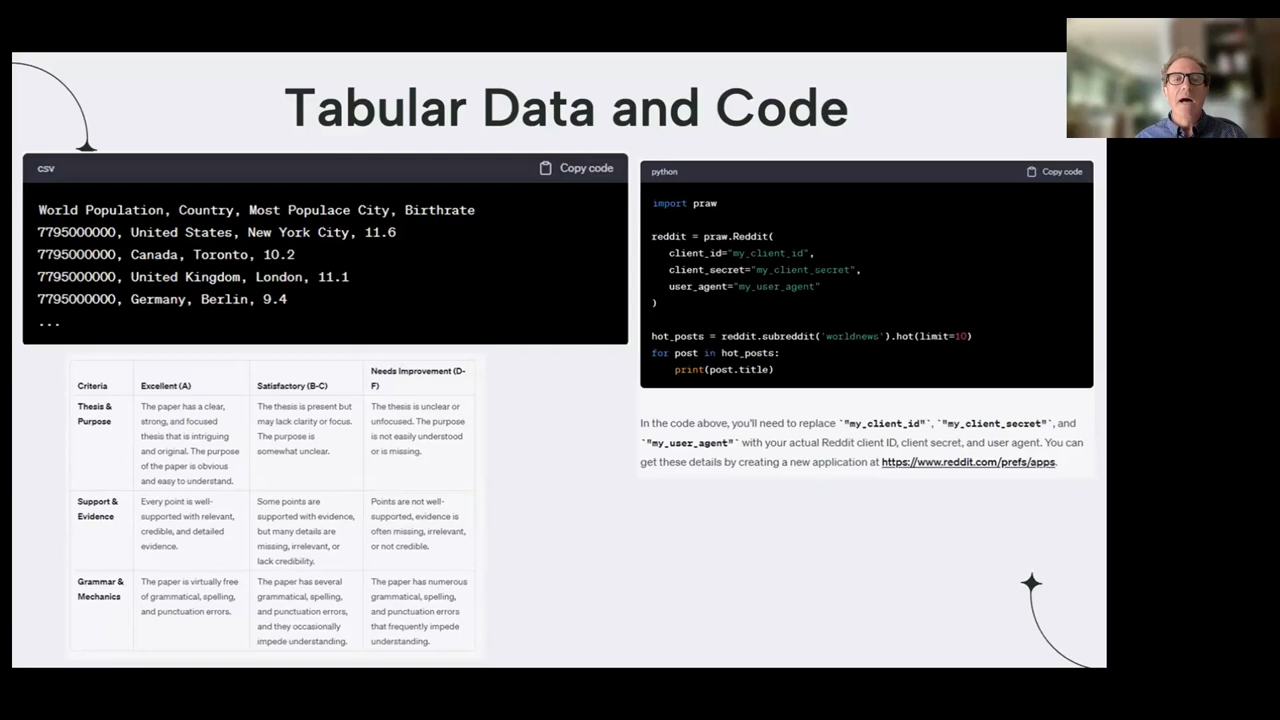 Tabular Data and Code
csv
Copy code
World Population, Country, Most Populace City, Birthrate
7795000000, United States, New York City, 11.6
7795000000, Canada, Toronto, 10.2
7795000000, United Kingdom, London, 11.1
7795000000, Germany, Berlin, 9.4
...
Criteria
Excellent (A)
Satisfactory (B-C)
Needs Improvement (D-
F)
Thesis &
Purpose
The paper has a clear,
strong, and focused
thesis that is intriguing
and original. The purpose
of the paper is obvious
and easy to understand.
The thesis is present but
may lack clarity or focus.
The purpose is
somewhat unclear.
The thesis is unclear or
unfocused. The purpose
is not easily understood
or is missing.
Support &
Evidence
Every point is well-
supported with relevant,
credible, and detailed
evidence.
Some points are
supported with evidence,
but many details are
missing, irrelevant, or
lack credibility.
Points are not well-
supported, evidence is
often missing, irrelevant,
or not credible.
Grammar &
Mechanics
The paper is virtually free
of grammatical, spelling,
and punctuation errors.
The paper has several
grammatical, spelling,
and punctuation errors,
and they occasionally
impede understanding.
The paper has numerous
grammatical, spelling,
and punctuation errors
that frequently impede
understanding.
python
Copy code
import praw
reddit = praw.Reddit(
client_id="my_client_id",
client_secret="my_client_secret",
user_agent="my_user_agent"
)
hot_posts = reddit.subreddit('worldnews').hot(limit=10)
for post in hot_posts:
print(post.title)
In the code above, you'll need to replace `"my_client_id"`, `"my_client_secret"`, and
`"my_user_agent"` with your actual Reddit client ID, client secret, and user agent. You can
get these details by creating a new application at https://www.reddit.com/prefs/apps.